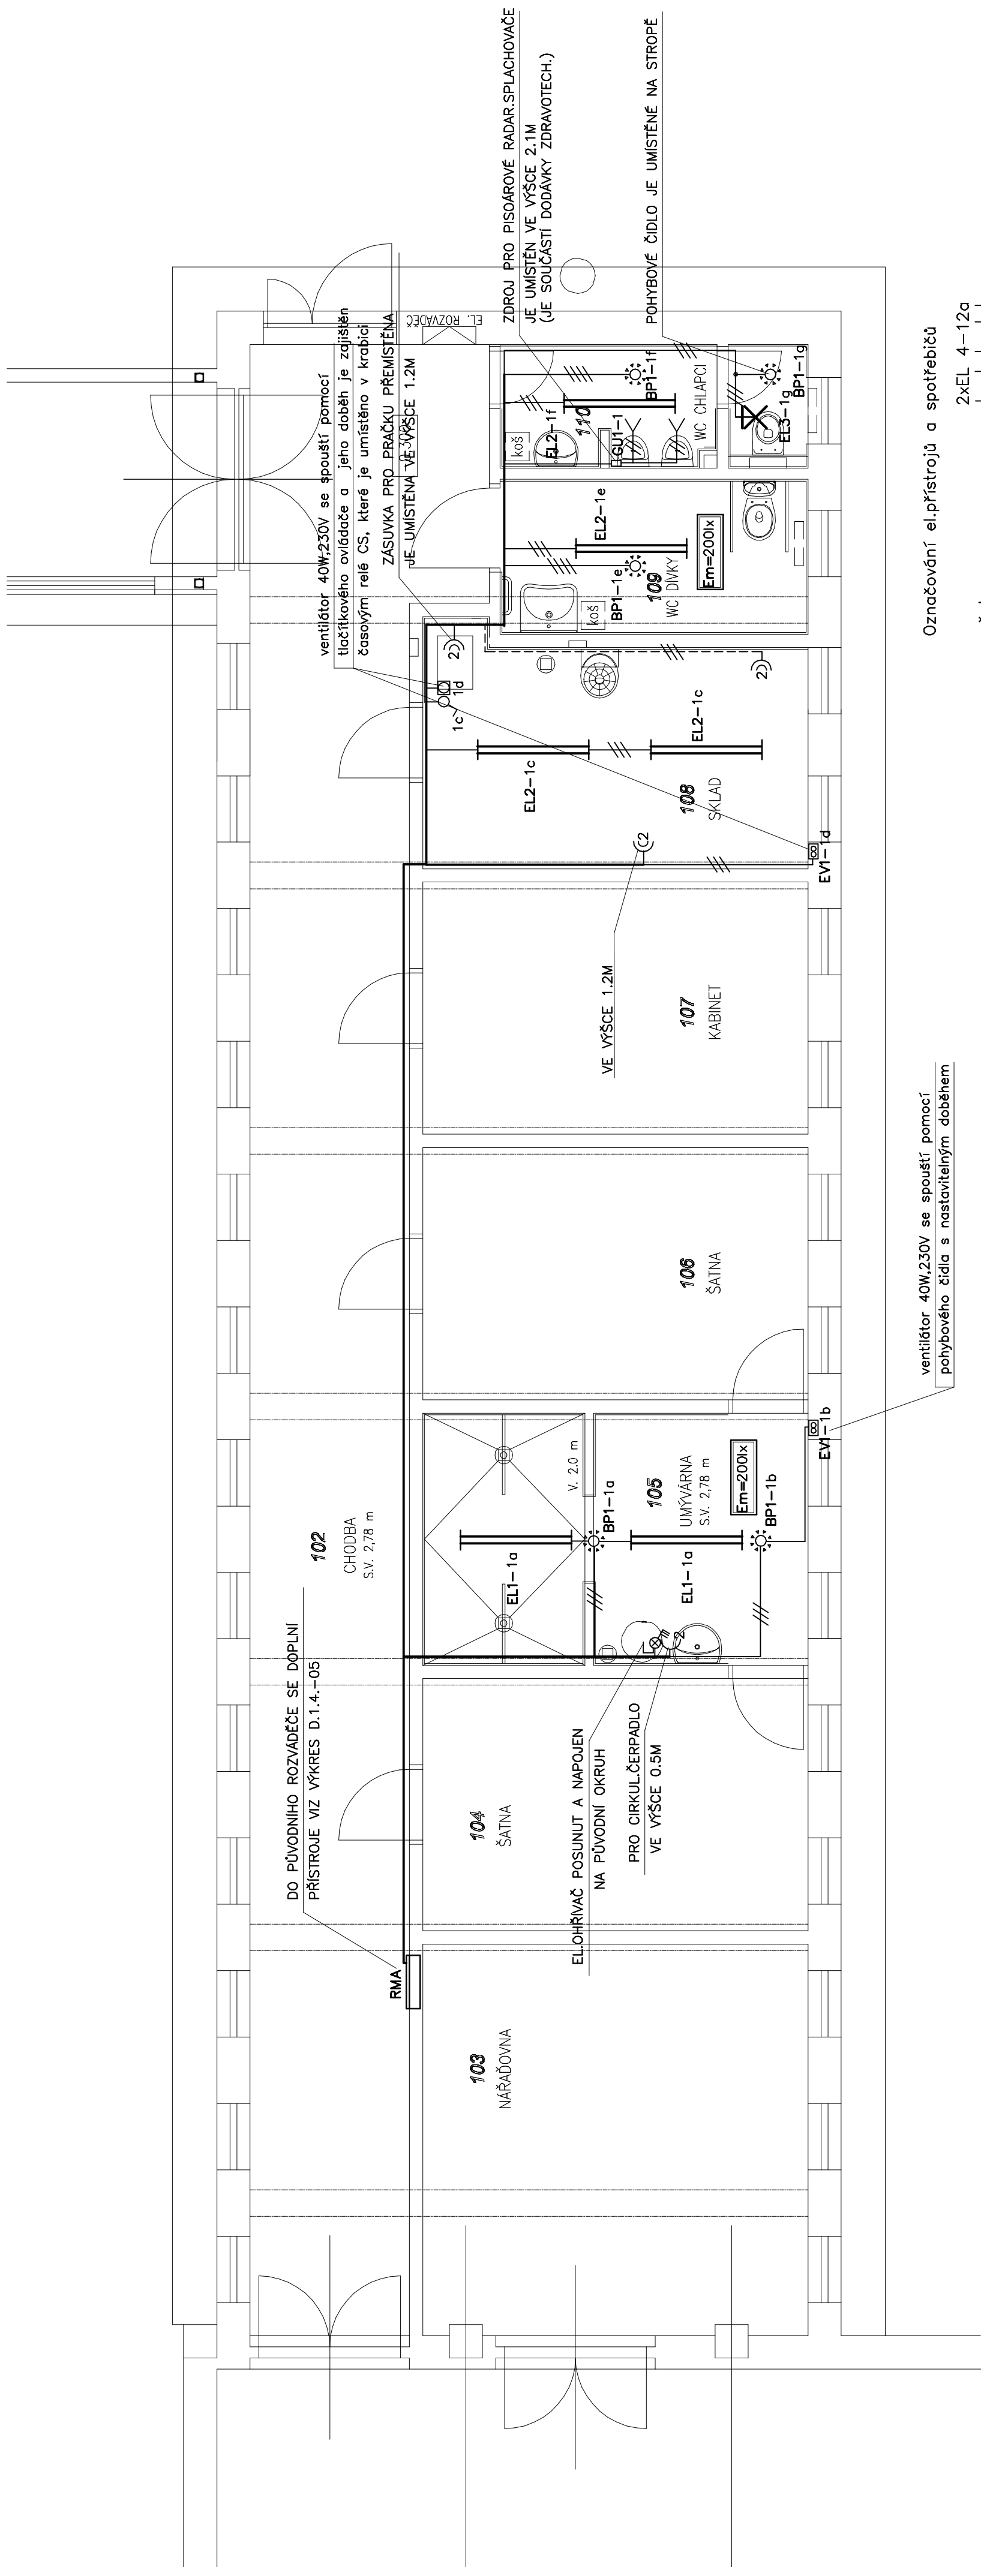 ZDROJ PRO PISOÁROVÉ RADAR.SPLACHOVAČE
JE UMÍSTĚN VE VÝŠCE 2.1M
(JE SOUČÁSTÍ DODÁVKY ZDRAVOTECH.)
POHYBOVÉ ČIDLO JE UMÍSTĚNÉ NA STROPĚ
ventilátor 40W,230V se spouští pomocí
tlačítkového ovládače a jeho doběh je zajištěn
časovým relé CS, které je umístěno v krabici
ZÁSUVKA PRO PRAČKU PŘEMÍSTĚNA
JE UMÍSTĚNA VE VÝŠCE 1.2M
EL. ROZVADĚČ
koš
EL2-1f
110
GU1-1
BP1-1f
WC CHLAPCI
EL3-1g
BP1-1g
EL2-1e
BP1-1e
koš
109
WC DÍVKY
Em=200lx
2
1c
1d
EL2-1c
EL2-1c
2
108
SKLAD
2
EV1-1d
VE VÝŠCE 1.2M
107
KABINET
106
ŠATNA
ventilátor 40W,230V se spouští pomocí
pohybového čidla s nastavitelným doběhem
102
CHODBA
S.V. 2,78 m
V. 2.0 m
EL1-1a
BP1-1a
105
UMÝVÁRNA
S.V. 2,78 m
Em=200lx
EL1-1a
BP1-1b
EV1-1b
2
DO PŮVODNÍHO ROZVÁDĚČE SE DOPLNÍ
PŘÍSTROJE VIZ VÝKRES D.1.4.-05
EL.OHŘÍVAČ POSUNUT A NAPOJEN
NA PŮVODNÍ OKRUH
PRO CIRKUL.ČERPADLO
VE VÝŠCE 0.5M
104
ŠATNA
RMA
103
NÁŘAĎOVNA
Označování el.přístrojů a spotřebičů
2xEL 4-12a